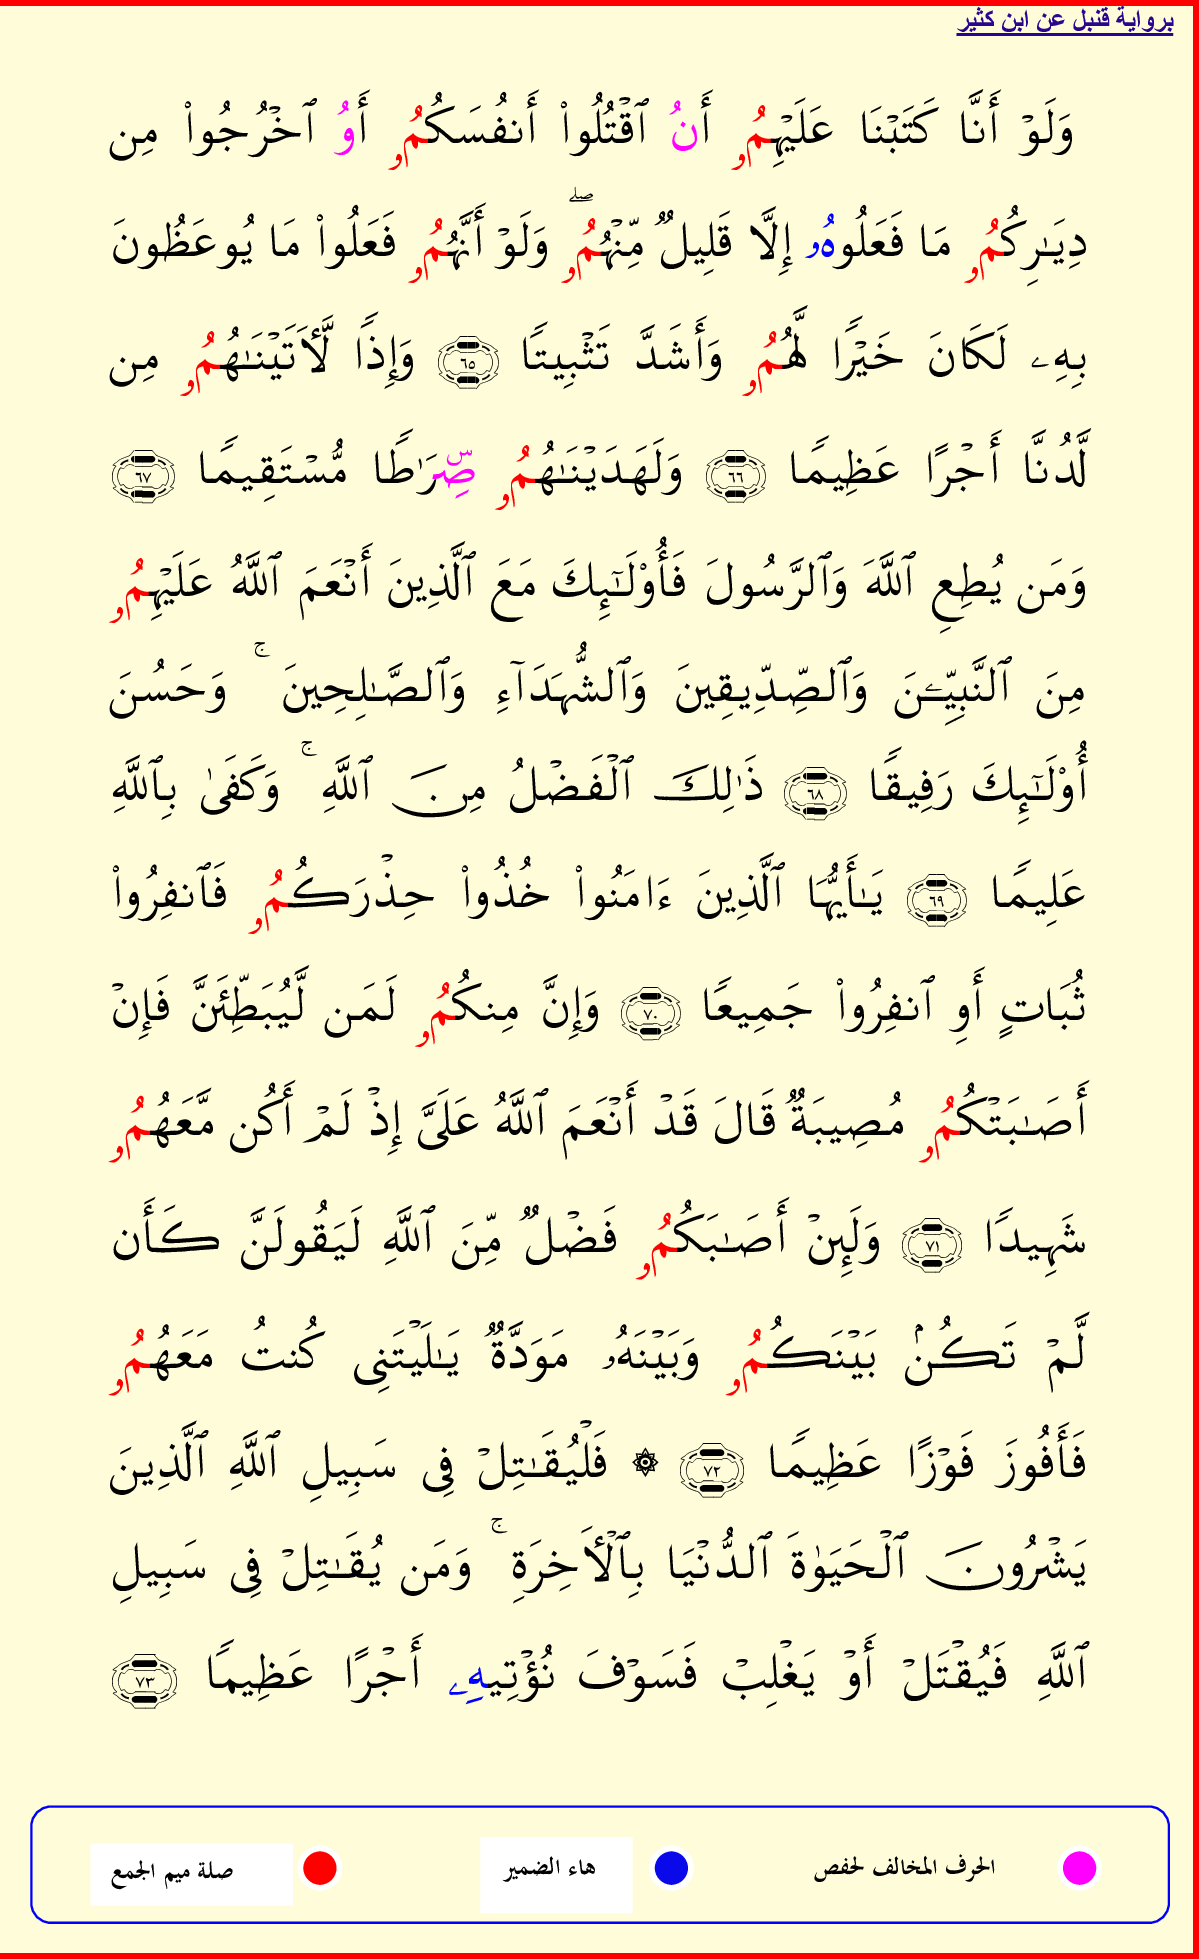 برواية قنبل عن ابن كثير
وَلَوۡ أَنَّا كَتَبۡنَا عَلَيۡهِمُۥ أَنُ ٱقۡتُلُواْ أَنفُسَكُمُۥ أَوُ ٱخۡرُجُواْ مِن
دِيَٰرِكُمُۥ مَا فَعَلُوهُۥ إِلَّا قَلِيلٞ مِّنۡهُمُۥۖ وَلَوۡ أَنَّهُمُۥ فَعَلُواْ مَا يُوعَظُونَ
بِهِۦ لَكَانَ خَيۡرٗا لَّهُمُۥ وَأَشَدَّ تَثۡبِيتٗا ٦٥ وَإِذٗا لَّأٓتَيۡنَٰهُمُۥ مِن
لَّدُنَّا أَجۡرًا عَظِيمٗا ٦٦ وَلَهَدَيۡنَٰهُمُۥ صِّۜرَٰطٗا مُّسۡتَقِيمٗا ٦٧
وَمَن يُطِعِ ٱللَّهَ وَٱلرَّسُولَ فَأُوْلَٰٓئِكَ مَعَ ٱلَّذِينَ أَنۡعَمَ ٱللَّهُ عَلَيۡهِمُۥ
مِنَ ٱلنَّبِيِّـۧنَ وَٱلصِّدِّيقِينَ وَٱلشُّهَدَآءِ وَٱلصَّٰلِحِينَۚ وَحَسُنَ
أُوْلَٰٓئِكَ رَفِيقٗا ٦٨ ذَٰلِكَ ٱلۡفَضۡلُ مِنَ ٱللَّهِۚ وَكَفَىٰ بِٱللَّهِ
عَلِيمٗا ٦٩ يَٰأَيُّهَا ٱلَّذِينَ ءَامَنُواْ خُذُواْ حِذۡرَكُمُۥ فَٱنفِرُواْ
ثُبَاتٍ أَوِ ٱنفِرُواْ جَمِيعٗا ٧٠ وَإِنَّ مِنكُمُۥ لَمَن لَّيُبَطِّئَنَّ فَإِنۡ
أَصَٰبَتۡكُمُۥ مُصِيبَةٞ قَالَ قَدۡ أَنۡعَمَ ٱللَّهُ عَلَيَّ إِذۡ لَمۡ أَكُن مَّعَهُمُۥ
شَهِيدٗا ٧١ وَلَئِنۡ أَصَٰبَكُمُۥ فَضۡلٞ مِّنَ ٱللَّهِ لَيَقُولَنَّ كَأَن
لَّمۡ تَكُنۢ بَيۡنَكُمُۥ وَبَيۡنَهُۥ مَوَدَّةٞ يَٰلَيۡتَنِي كُنتُ مَعَهُمُۥ
فَأَفُوزَ فَوۡزًا عَظِيمٗا ٧٢ ۞ فَلۡيُقَٰتِلۡ فِي سَبِيلِ ٱللَّهِ ٱلَّذِينَ
يَشۡرُونَ ٱلۡحَيَوٰةَ ٱلدُّنۡيَا بِٱلۡأٓخِرَةِۚ وَمَن يُقَٰتِلۡ فِي سَبِيلِ
ٱللَّهِ فَيُقۡتَلۡ أَوۡ يَغۡلِبۡ فَسَوۡفَ نُؤۡتِيهِۦ أَجۡرًا عَظِيمٗا ٧٣
الحرف المخالف لحفص هاء الضمير صلة ميم الجمع